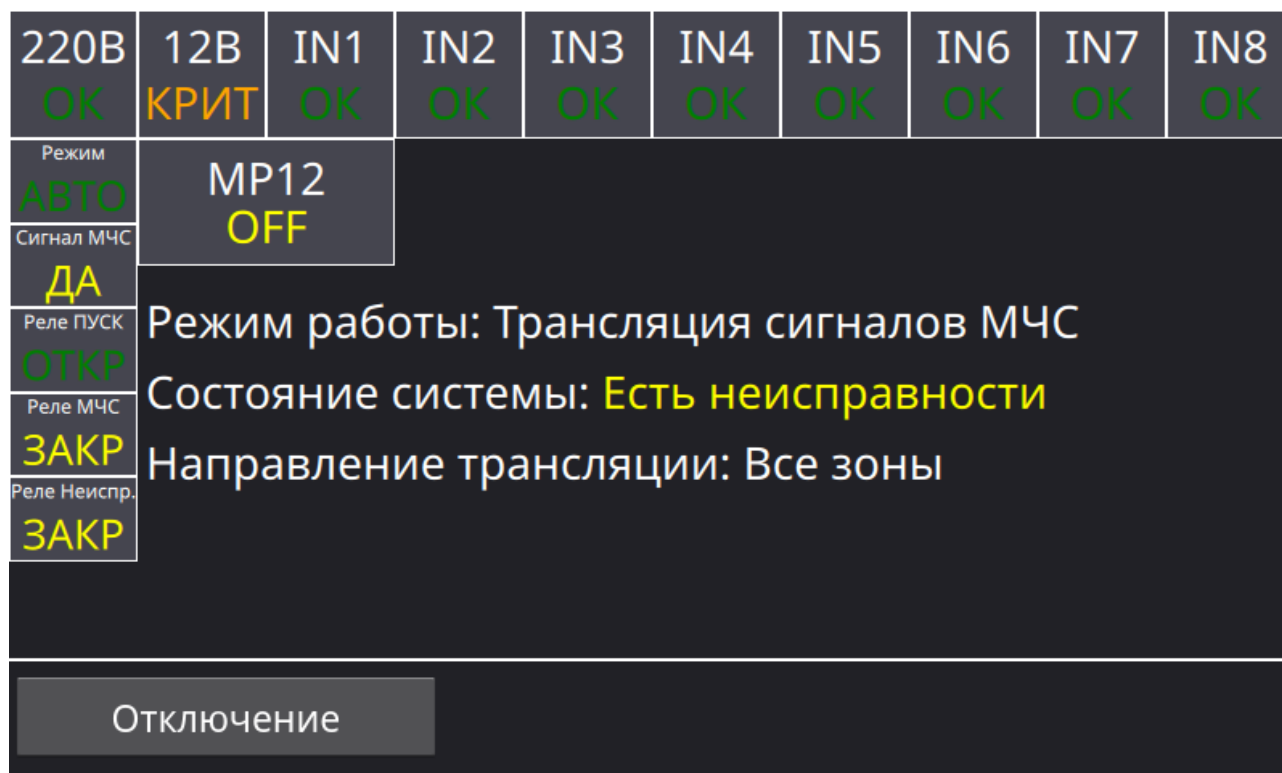 220В 12В IN1 IN2 IN3 IN4 IN5 IN6 IN7 IN8
ОК КРИТ ОК ОК ОК ОК ОК ОК ОК ОК
Режим
АВТО
МР12
OFF
Сигнал МЧС
ДА
Реле ПУСК
ОТКР
Реле МЧС
ЗАКР
Реле Неиспр.
ЗАКР
Режим работы: Трансляция сигналов МЧС
Состояние системы: Есть неисправности
Направление трансляции: Все зоны
Отключение